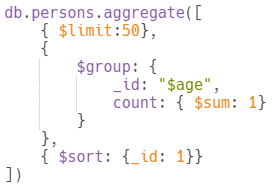 db.persons.aggregate([
    { $limit:50},
    {
        $group: {
            _id: "$age",
            count: { $sum: 1}
        }
    },
    { $sort: {_id: 1}}
])